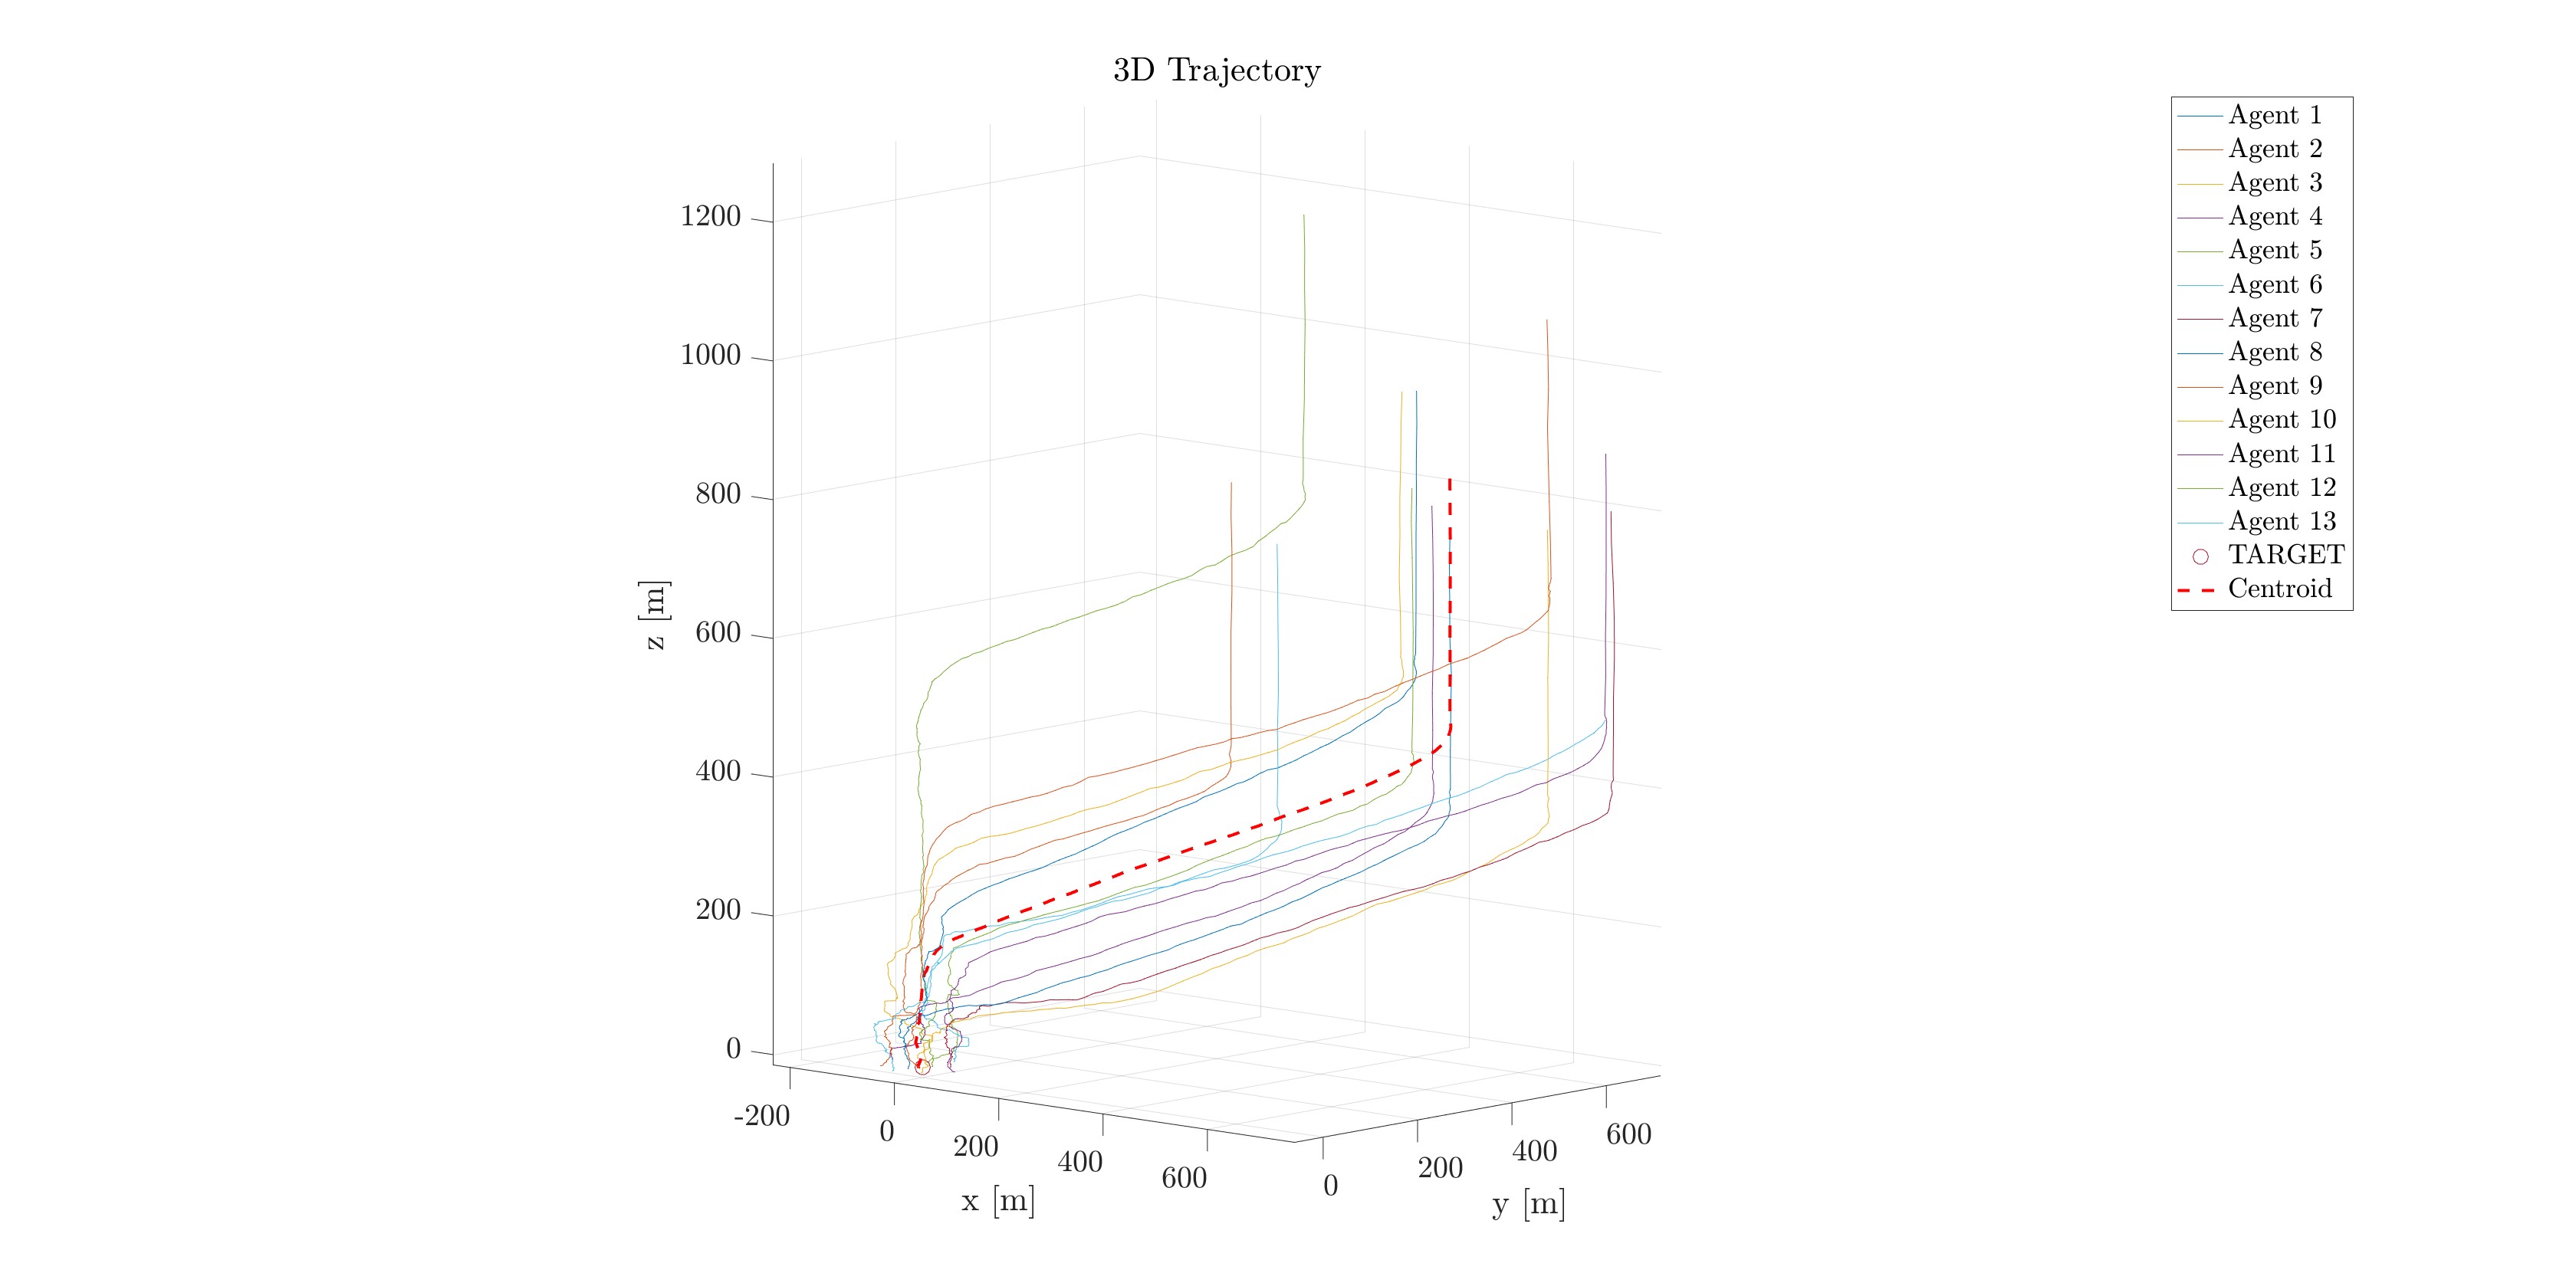 3D Trajectory
1200
1000
800
600
400
200
0
z [m]
-200
0
200
400
600
x [m]
0
200
400
600
y [m]
Agent 1
Agent 2
Agent 3
Agent 4
Agent 5
Agent 6
Agent 7
Agent 8
Agent 9
Agent 10
Agent 11
Agent 12
Agent 13
TARGET
Centroid